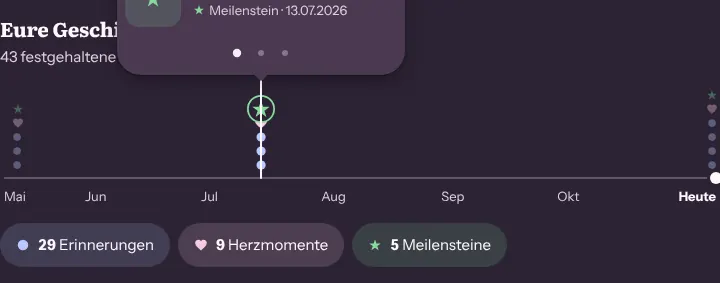 Meilenstein · 13.07.2026
Eure Geschi
43 festgehaltene
Mai Jun Jul Aug Sep Okt Heute
29 Erinnerungen 9 Herzmomente 5 Meilensteine